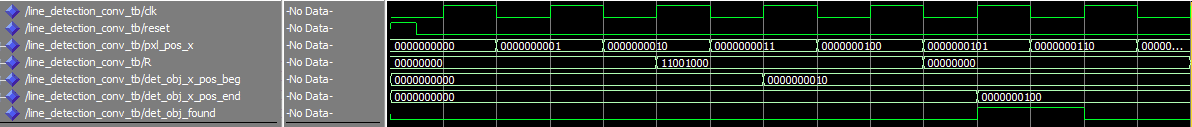 /line_detection_conv_tb/clk -No Data-
/line_detection_conv_tb/reset -No Data-
/line_detection_conv_tb/pxl_pos_x -No Data- 0000000000 0000000001 0000000010 0000000011 0000000100 0000000101 0000000110 00000...
/line_detection_conv_tb/R -No Data- 00000000 11001000 00000000
/line_detection_conv_tb/det_obj_x_pos_beg -No Data- 0000000000 0000000010
/line_detection_conv_tb/det_obj_x_pos_end -No Data- 0000000000 0000000100
/line_detection_conv_tb/det_obj_found -No Data-